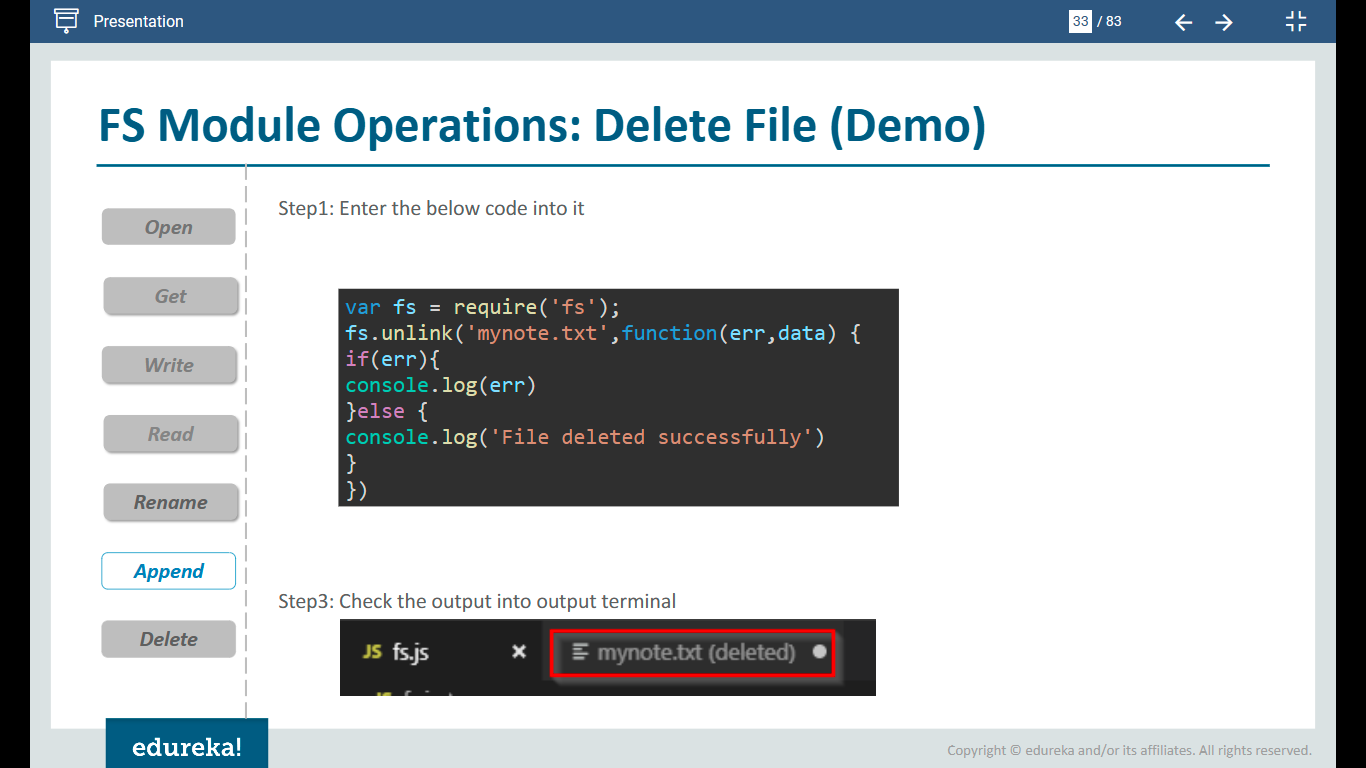 Presentation
33 / 83
FS Module Operations: Delete File (Demo)
Open
Get
Write
Read
Rename
Append
Delete
Step1: Enter the below code into it
var fs = require('fs');
fs.unlink('mynote.txt',function(err,data) {
if(err){
console.log(err)
}else {
console.log('File deleted successfully')
}
})
Step3: Check the output into output terminal
JS fs.js
mynote.txt (deleted)
edureka!
Copyright © edureka and/or its affiliates. All rights reserved.